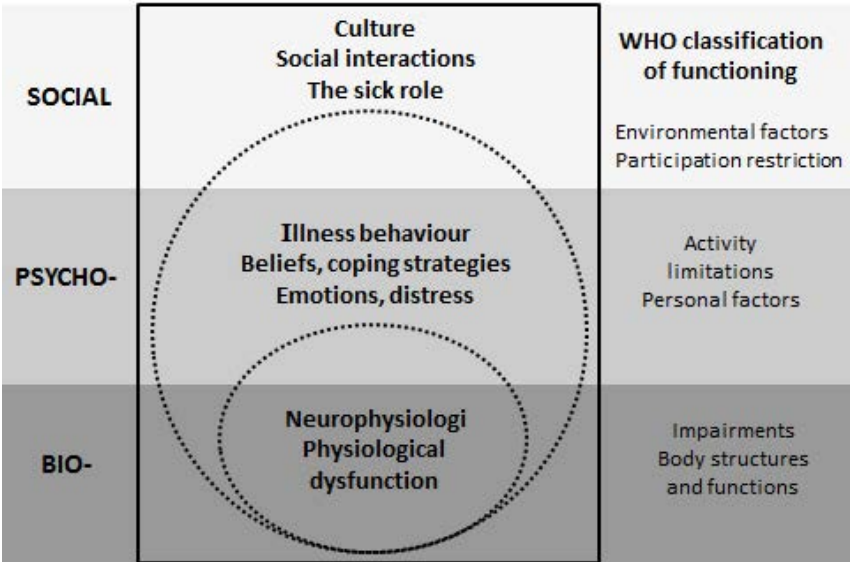 SOCIAL
Culture
Social interactions
The sick role
WHO classification
of functioning
Environmental factors
Participation restriction
PSYCHO-
Illness behaviour
Beliefs, coping strategies
Emotions, distress
Activity
limitations
Personal factors
BIO-
Neurophysiologi
Physiological
dysfunction
Impairments
Body structures
and functions